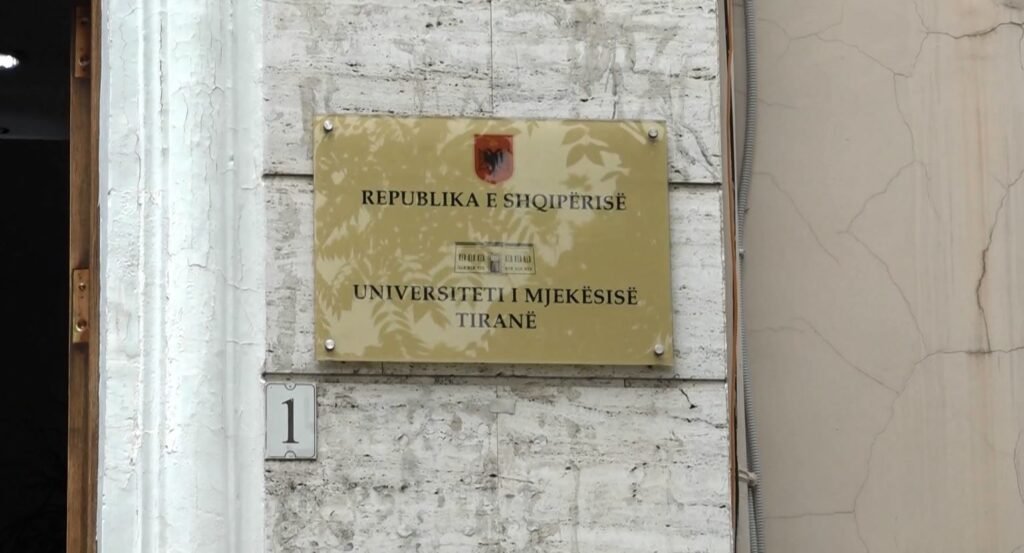 REPUBLIKA E SHQIPËRISË
UNIVERSITETI I MJEKËSISË
TIRANË
1